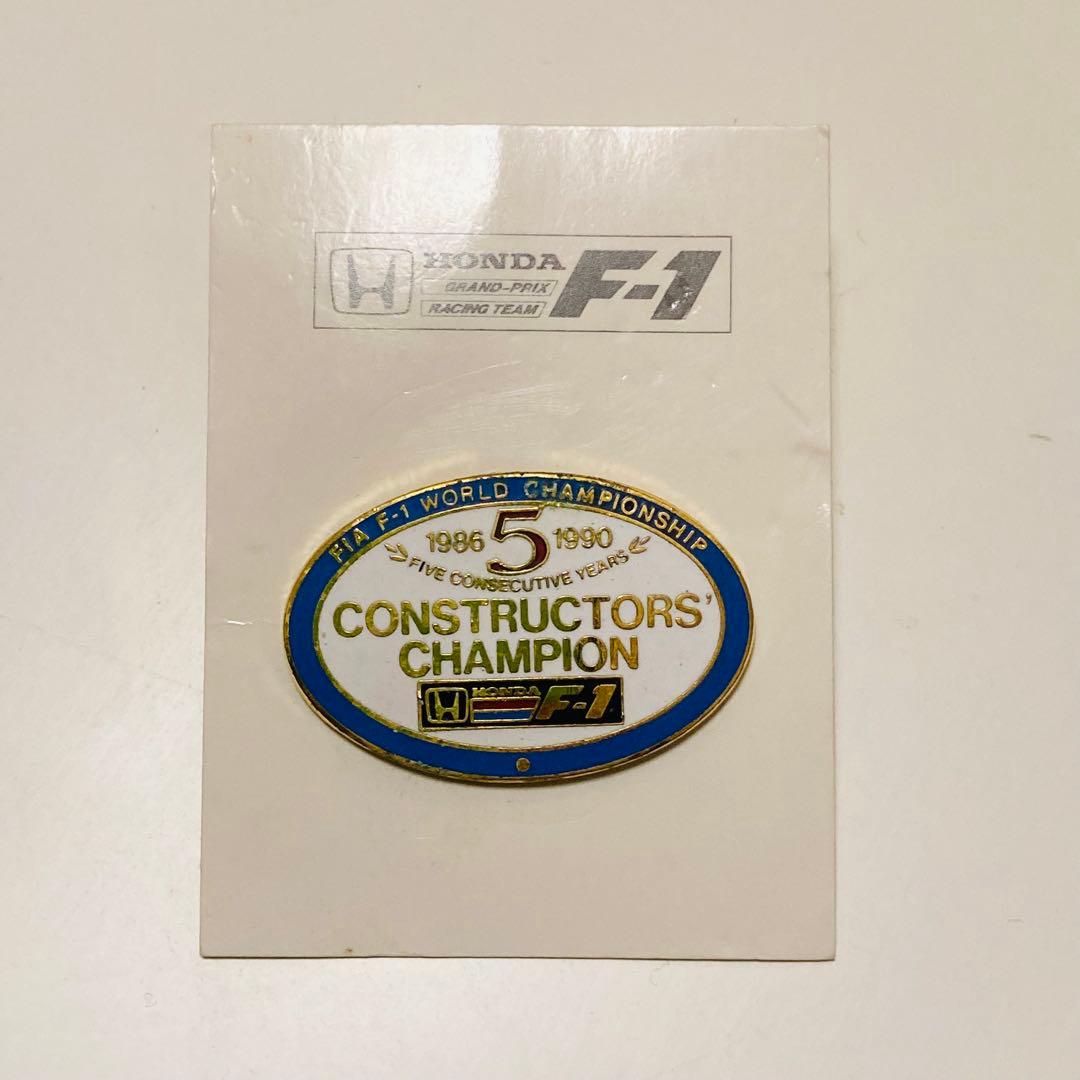 HONDA
GRAND-PRIX
RACING TEAM
F-1
FIA F-1 WORLD CHAMPIONSHIP
1986 5 1990
FIVE CONSECUTIVE YEARS
CONSTRUCTORS'
CHAMPION
HONDA F-1